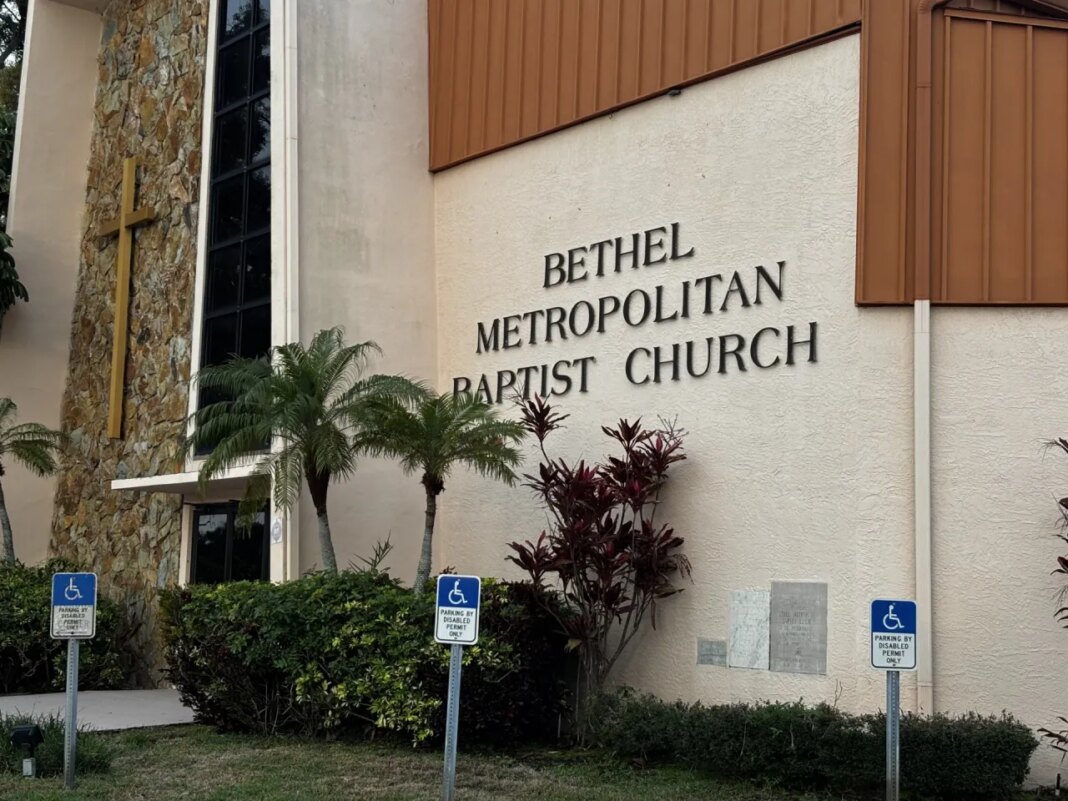 BETHEL
METROPOLITAN
BAPTIST CHURCH
PARKING BY
DISABLED
PERMIT
ONLY
PARKING BY
DISABLED
PERMIT
ONLY
PARKING BY
DISABLED
PERMIT
ONLY